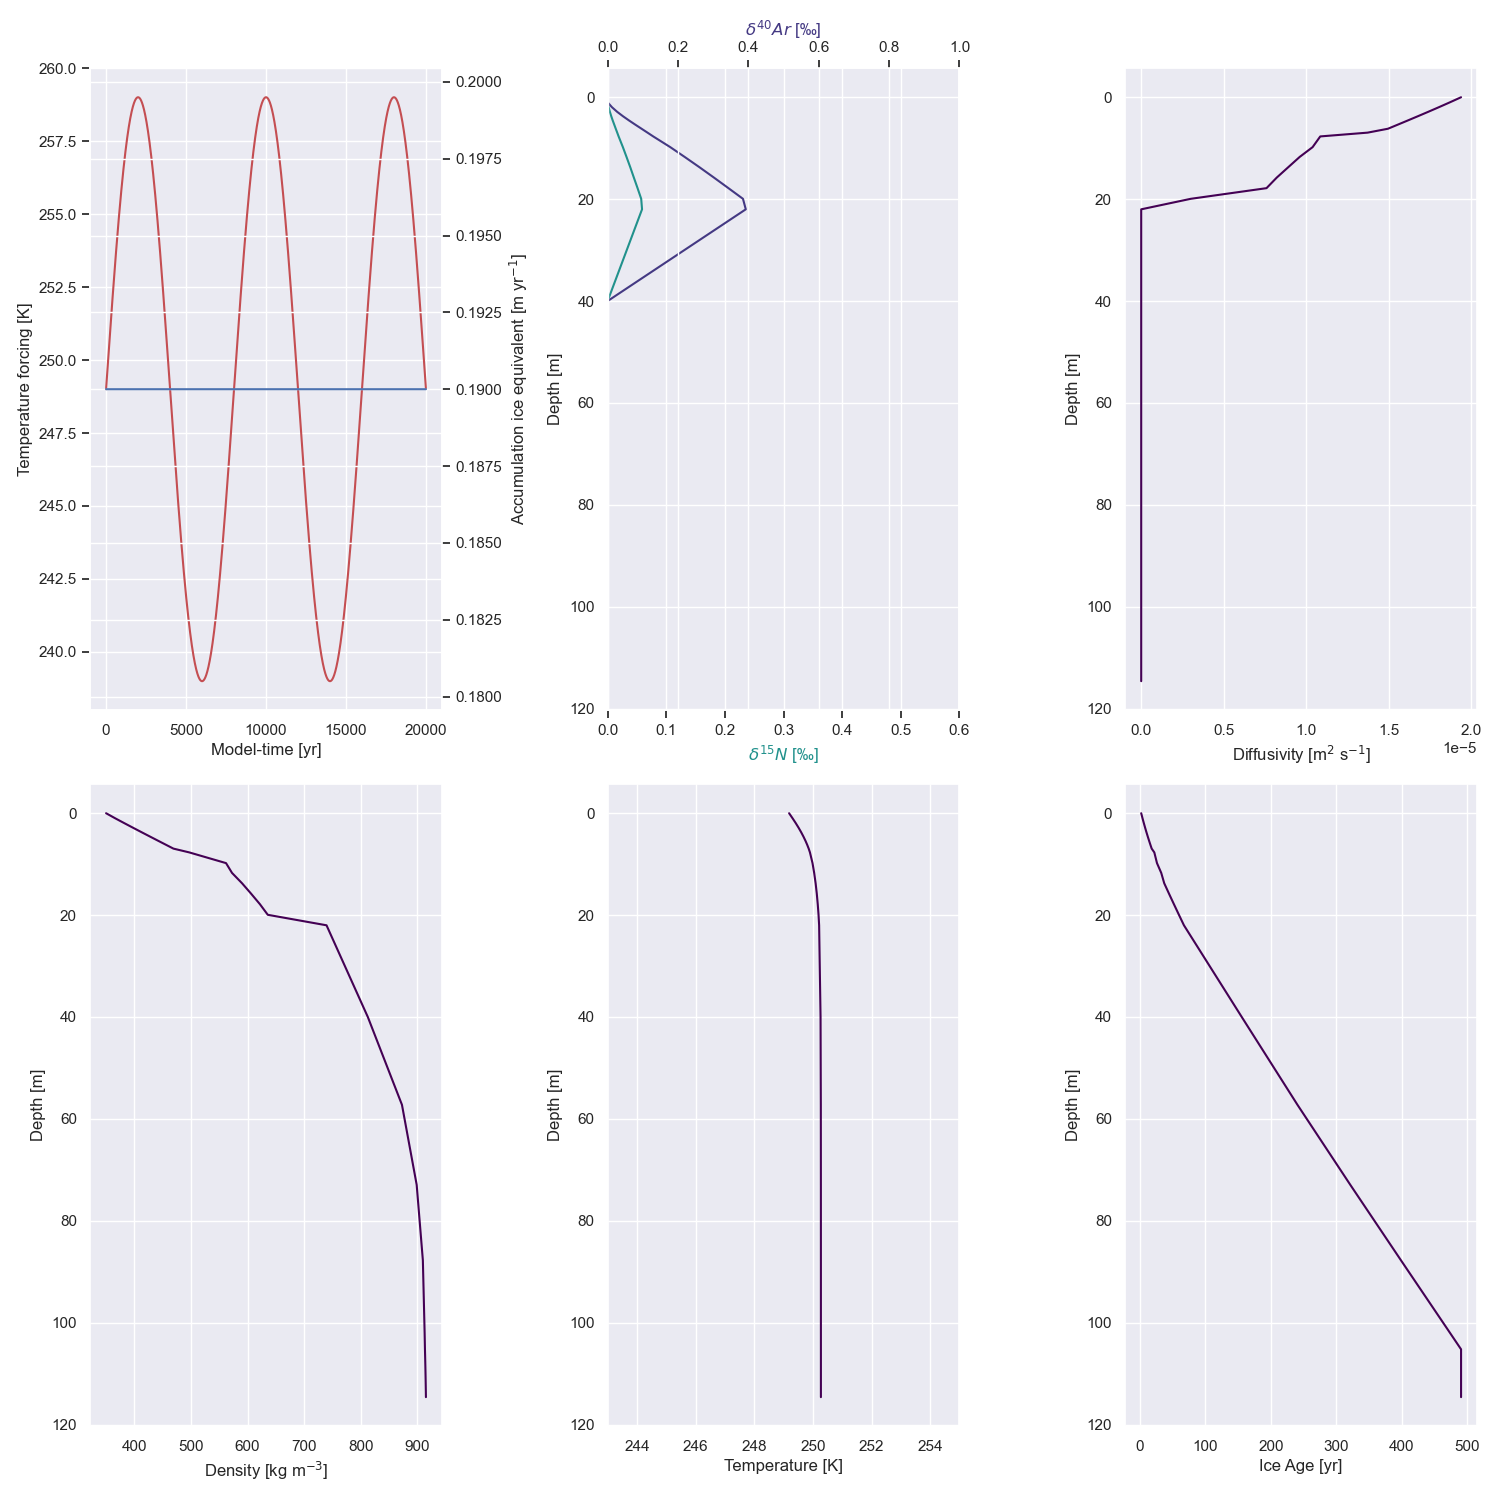 δ⁴⁰Ar [‰]
0.0 0.2 0.4 0.6 0.8 1.0
Temperature forcing [K]
260.0
257.5
255.0
252.5
250.0
247.5
245.0
242.5
240.0
0 5000 10000 15000 20000
Model-time [yr]
0.2000
0.1975
0.1950
0.1925
0.1900
0.1875
0.1850
0.1825
0.1800
Accumulation ice equivalent [m yr⁻¹]
Depth [m]
0
20
40
60
80
100
120
0.0 0.1 0.2 0.3 0.4 0.5 0.6
δ¹⁵N [‰]
Depth [m]
0
20
40
60
80
100
120
0.0 0.5 1.0 1.5 2.0
1e−5
Diffusivity [m² s⁻¹]
Depth [m]
0
20
40
60
80
100
120
400 500 600 700 800 900
Density [kg m⁻³]
Depth [m]
0
20
40
60
80
100
120
244 246 248 250 252 254
Temperature [K]
Depth [m]
0
20
40
60
80
100
120
0 100 200 300 400 500
Ice Age [yr]